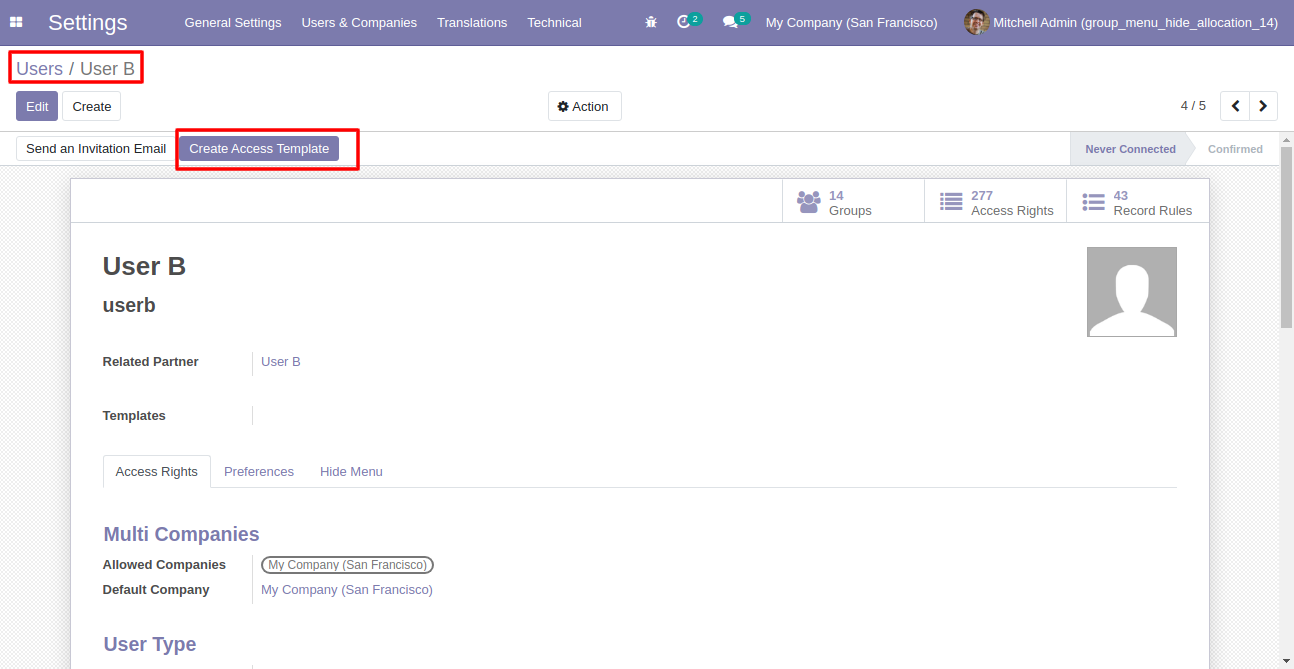 Settings General Settings Users & Companies Translations Technical 2 5 My Company (San Francisco) Mitchell Admin (group_menu_hide_allocation_14)
Users / User B
Edit Create Action 4 / 5
Send an Invitation Email Create Access Template Never Connected Confirmed
14 277 43
Groups Access Rights Record Rules
User B
userb
Related Partner User B
Templates
Access Rights Preferences Hide Menu
Multi Companies
Allowed Companies My Company (San Francisco)
Default Company My Company (San Francisco)
User Type